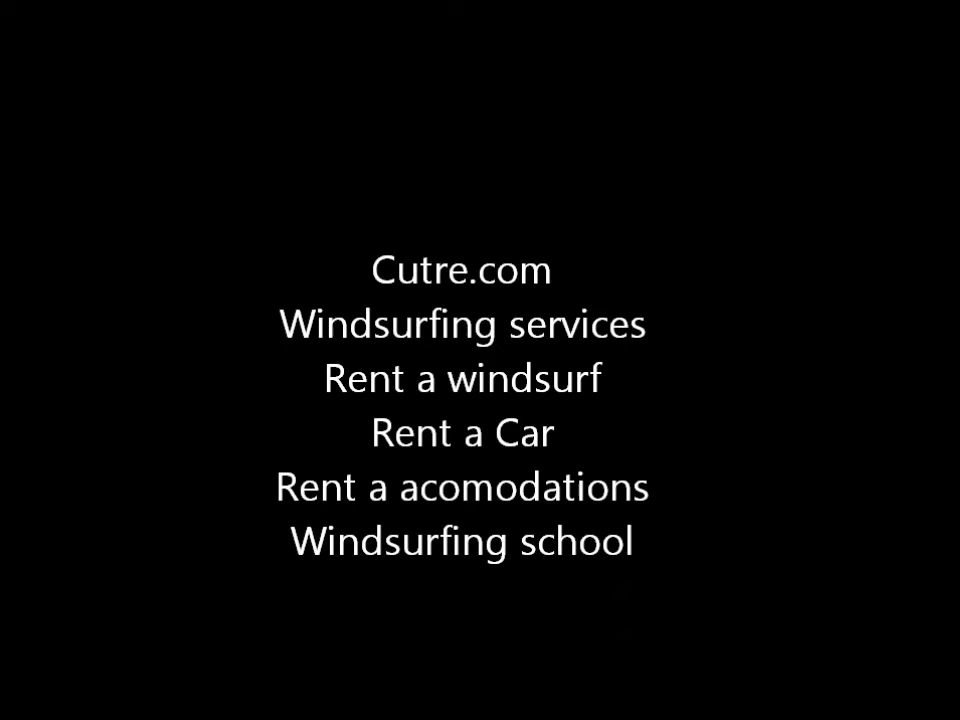 Cutre.com
Windsurfing services
Rent a windsurf
Rent a Car
Rent a acomodations
Windsurfing school